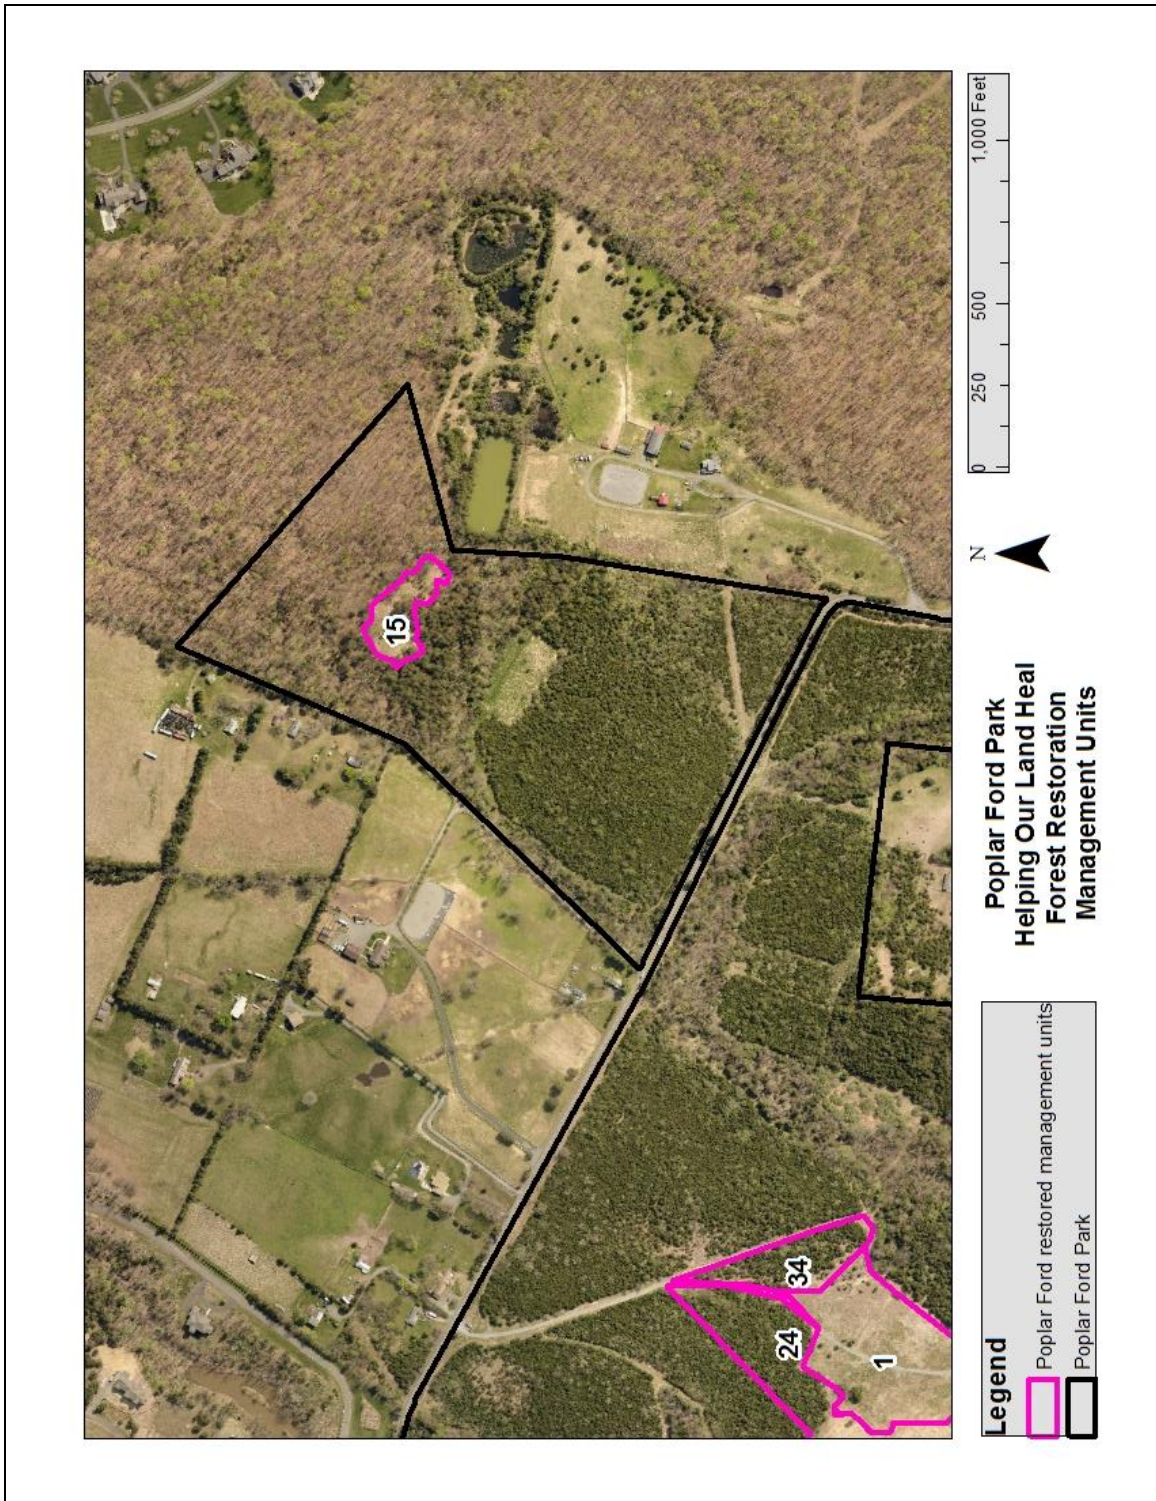 15
34
24
1
Legend
Poplar Ford restored management units
Poplar Ford Park
Poplar Ford Park
Helping Our Land Heal
Forest Restoration
Management Units
N
0 250 500 1,000 Feet